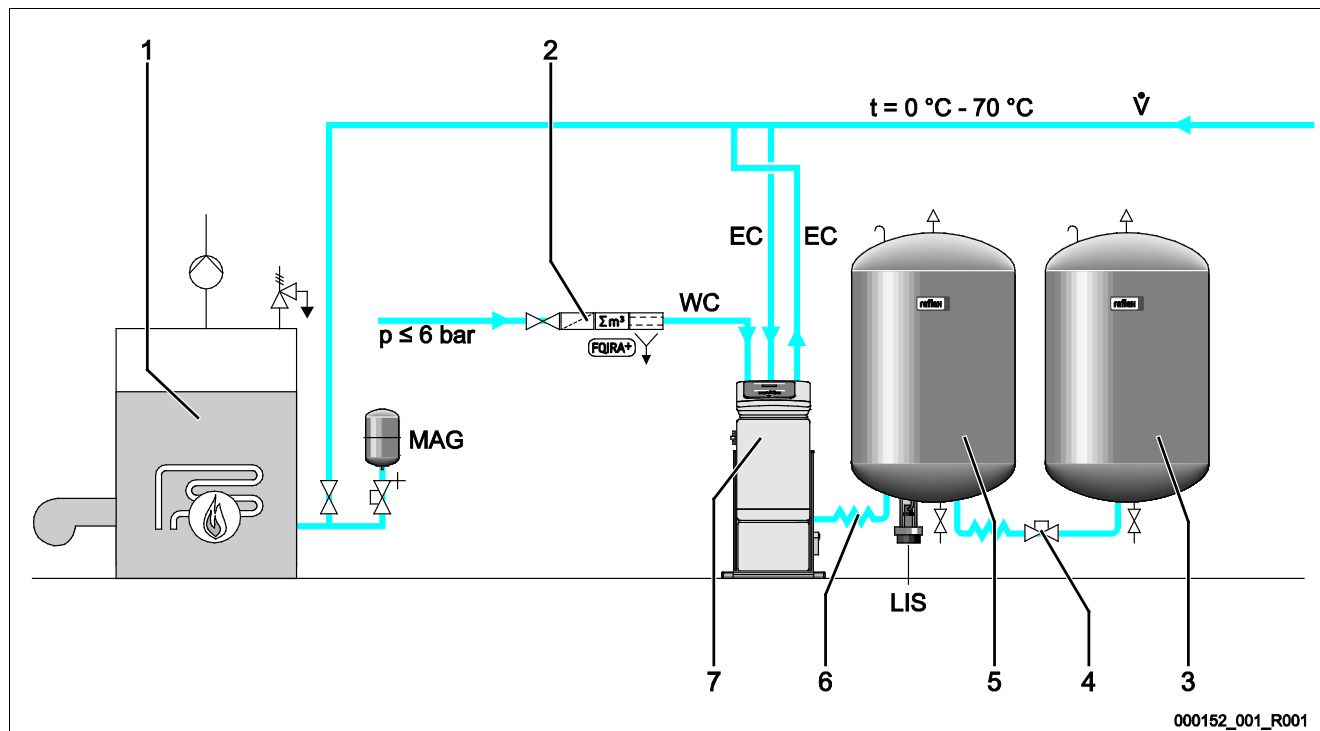 1
2
t = 0 °C - 70 °C
V̇
EC
EC
WC
p ≤ 6 bar
Σm³
FQIRA⁺
reflex
reflex
MAG
LIS
7
6
5
4
3
000152_001_R001